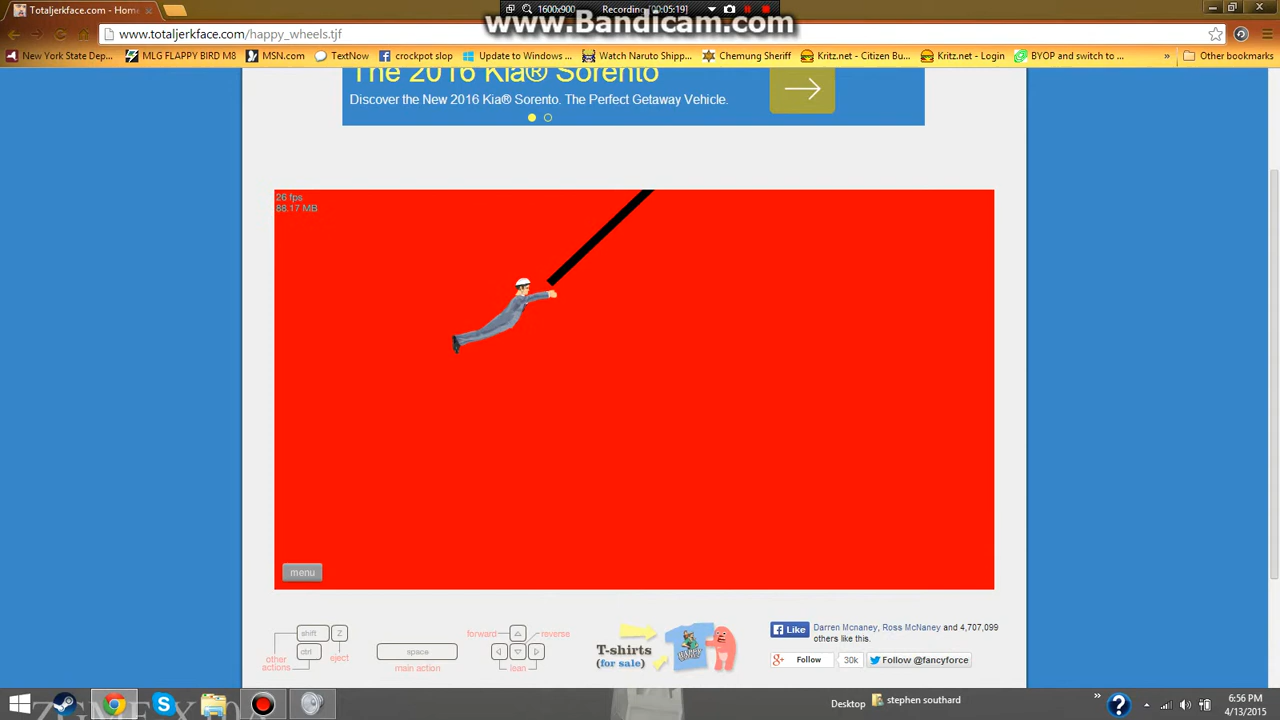 Totaljerkface.com - Hom
1600x900
Recording [00:05:19]
www.Bandicam.com
www.totaljerkface.com/happy_wheels.tjf
New York State Dep...
MLG FLAPPY BIRD M8
MSN.com
TextNow
crockpot slop
Update to Windows ...
Watch Naruto Shipp...
Chemung Sheriff
Kritz.net - Citizen Bu...
Kritz.net - Login
BYOP and switch to ...
»
Other bookmarks
The 2016 Kia® Sorento
Discover the New 2016 Kia® Sorento. The Perfect Getaway Vehicle.
26 fps
88.17 MB
menu
shift
Z
ctrl
other
actions
eject
space
main action
forward
reverse
lean
T-shirts
(for sale)
Like
Darren Mcnaney, Ross McNaney and 4,707,099
others like this.
Follow
30k
Follow @fancyforce
Desktop
stephen southard
»
6:56 PM
4/13/2015